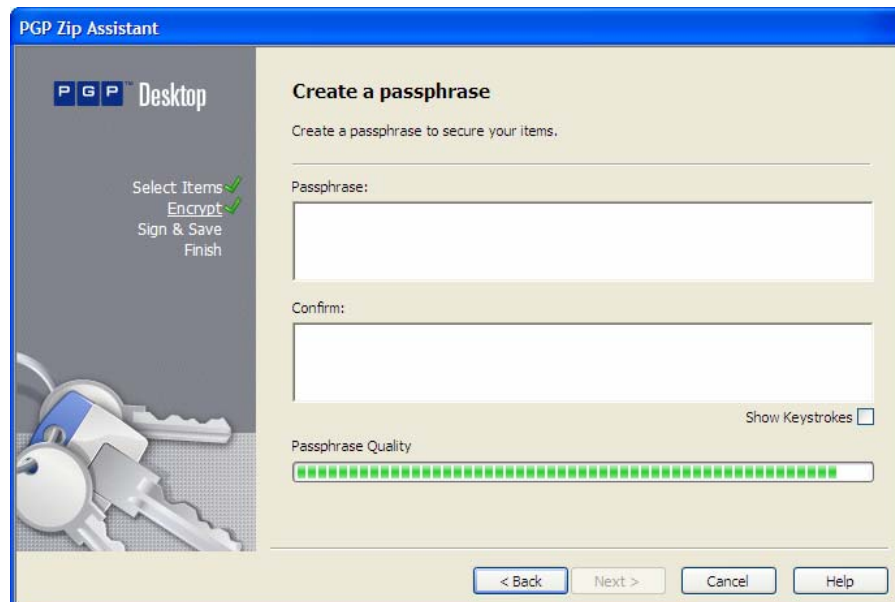 PGP Zip Assistant
PGP™ Desktop
Select Items
Encrypt
Sign & Save
Finish
Create a passphrase
Create a passphrase to secure your items.
Passphrase:
Confirm:
Show Keystrokes
Passphrase Quality
< Back
Next >
Cancel
Help